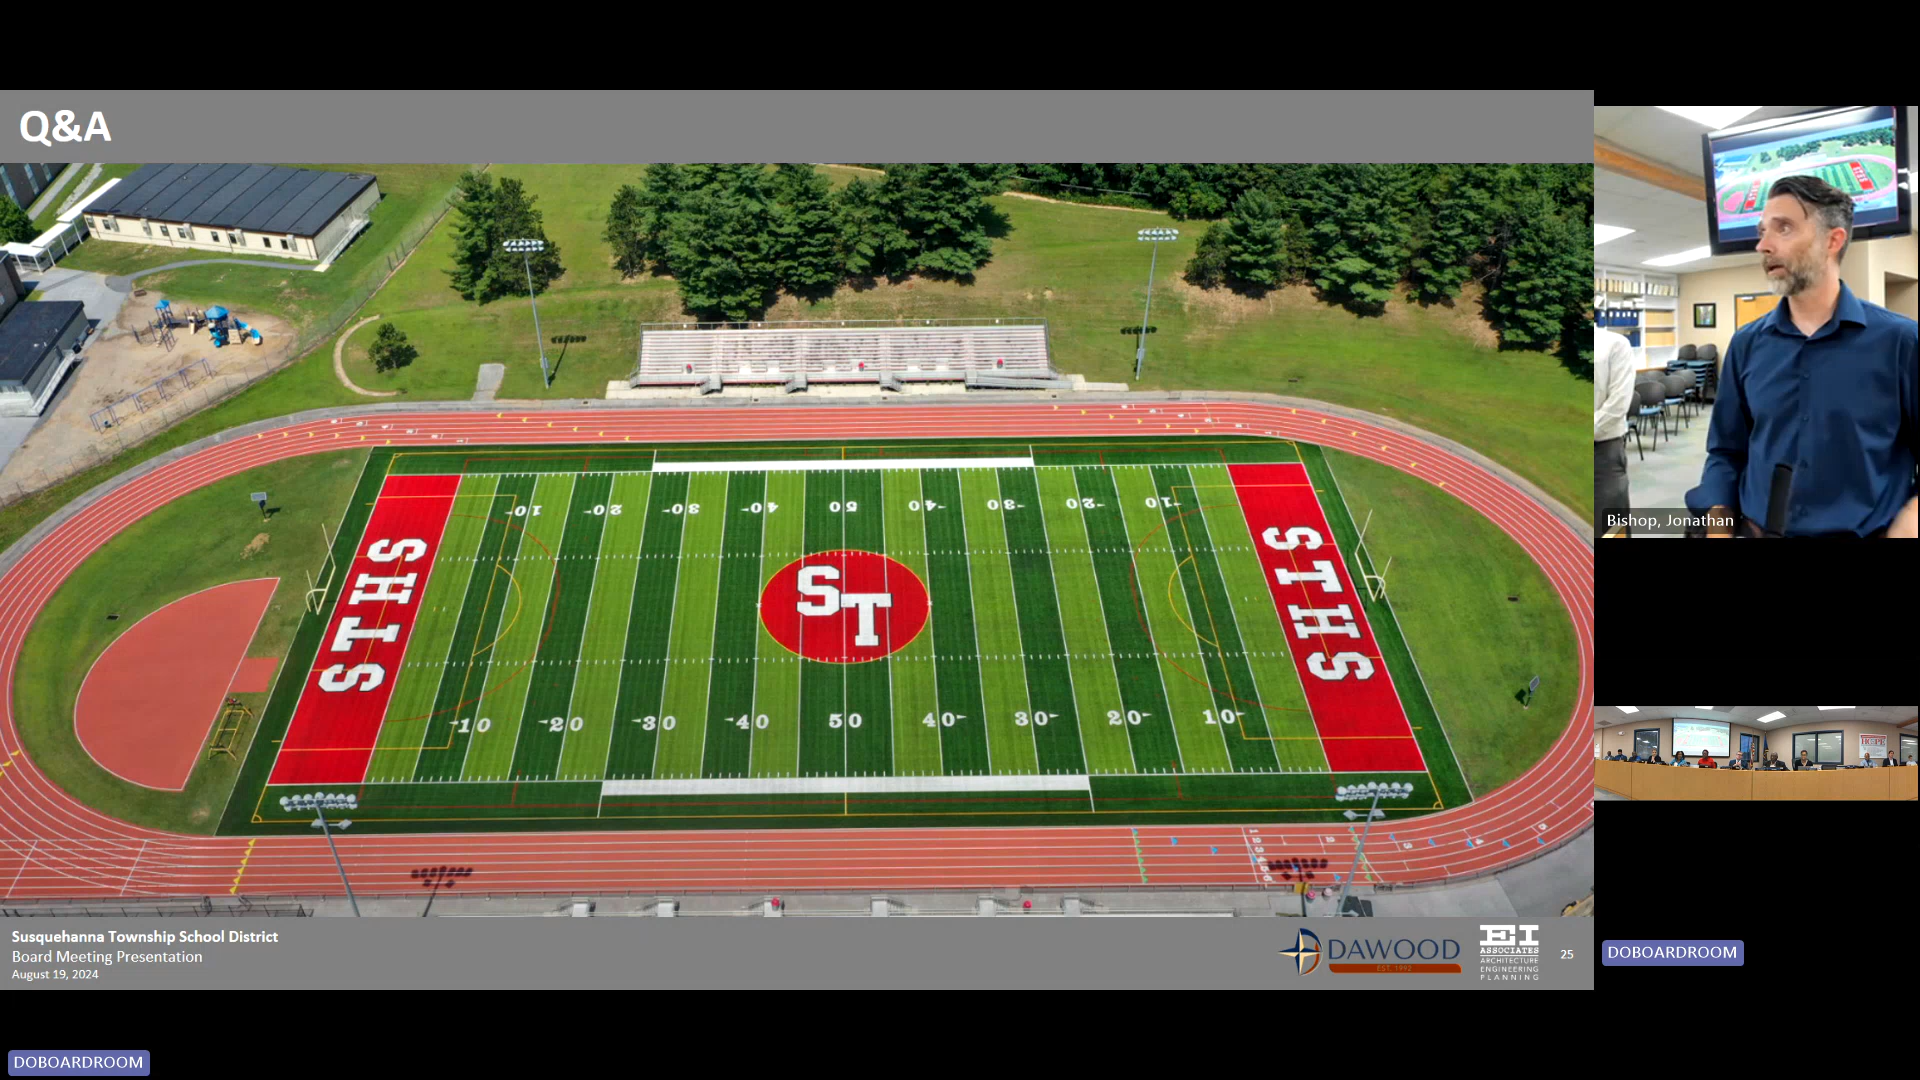 Q&A
10
20
30
40
50
40
30
20
10
STHS
ST
STHS
10
20
30
40
50
40
30
20
10
Susquehanna Township School District
Board Meeting Presentation
August 19, 2024
DAWOOD
EST. 1992
EI
ASSOCIATES
ARCHITECTURE
ENGINEERING
PLANNING
25
Bishop, Jonathan
DOBOARDROOM
DOBOARDROOM